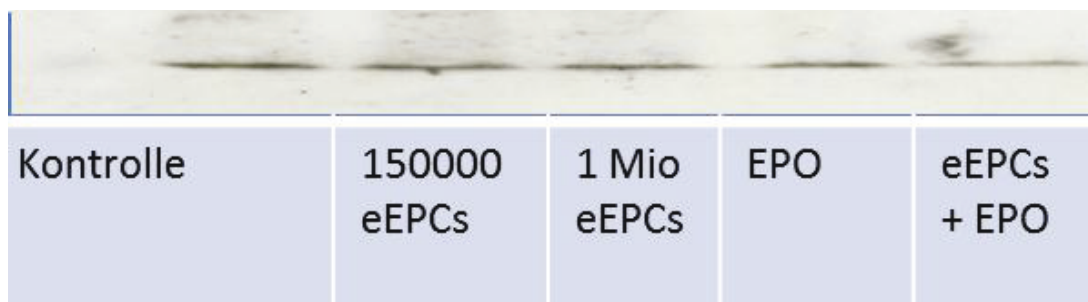 Kontrolle
150000
eEPCs
1 Mio
eEPCs
EPO
eEPCs
+ EPO